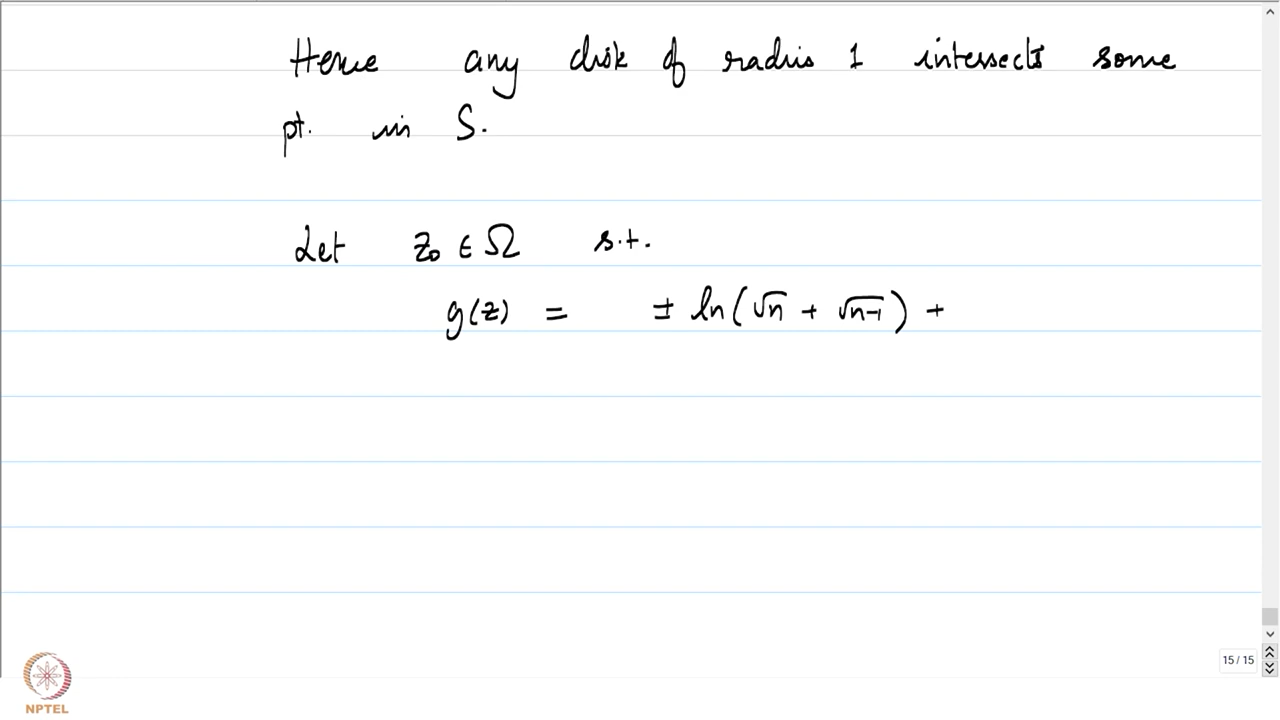 Hence any disk of radius 1 intersects some
pt. in S.
Let z₀ ∈ Ω s.t.
g(z) = ± ln(√n + √(n-1)) +
15 / 15
NPTEL